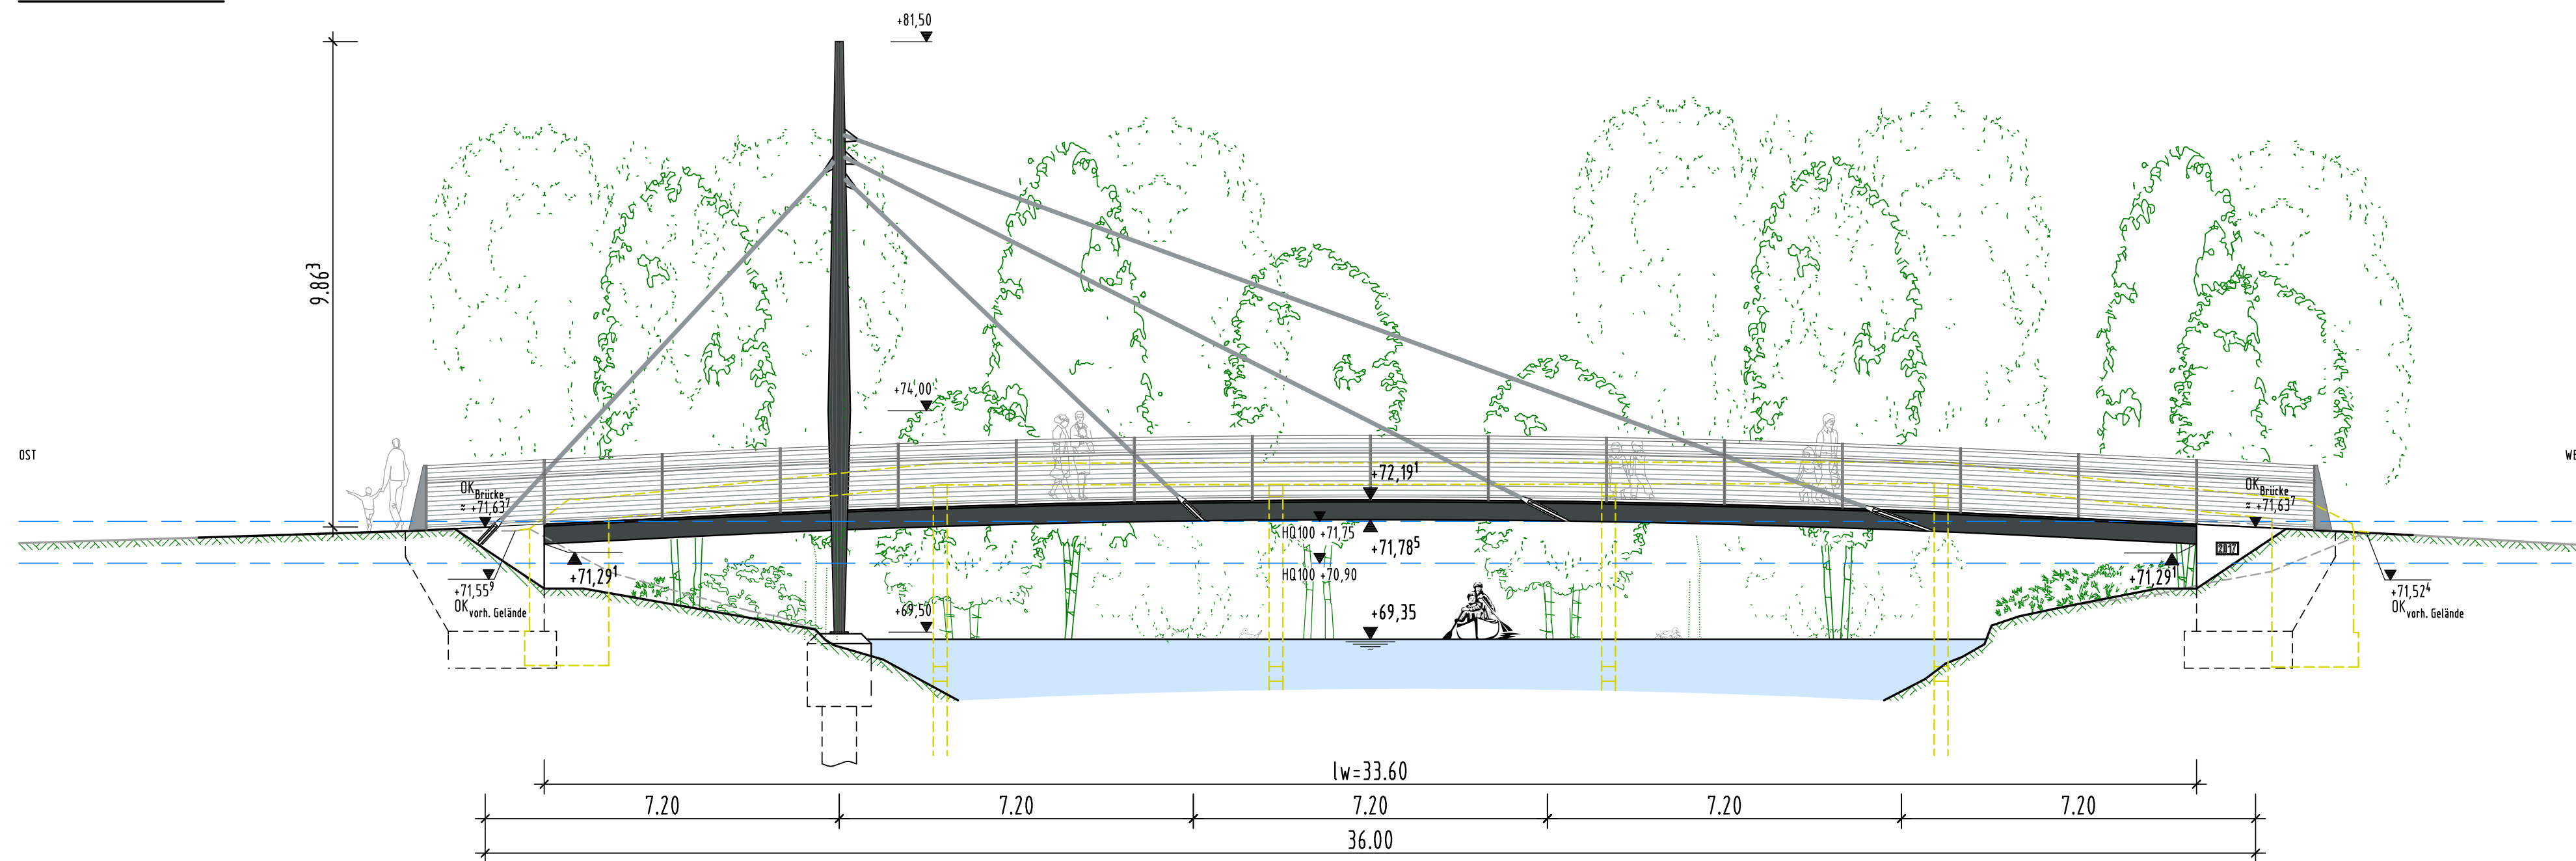 +81,50
9.86³
+74,00
OST
WE
OK Brücke
≈ +71,63⁷
+72,19¹
OK Brücke
≈ +71,63⁷
HQ100 +71,75
+71,78⁵
HQ100 +70,90
2017
+71,29¹
+71,29¹
+71,55⁹
OK vorh. Gelände
+71,52⁴
OK vorh. Gelände
+69,50
+69,35
lw=33.60
7.20 7.20 7.20 7.20 7.20
36.00